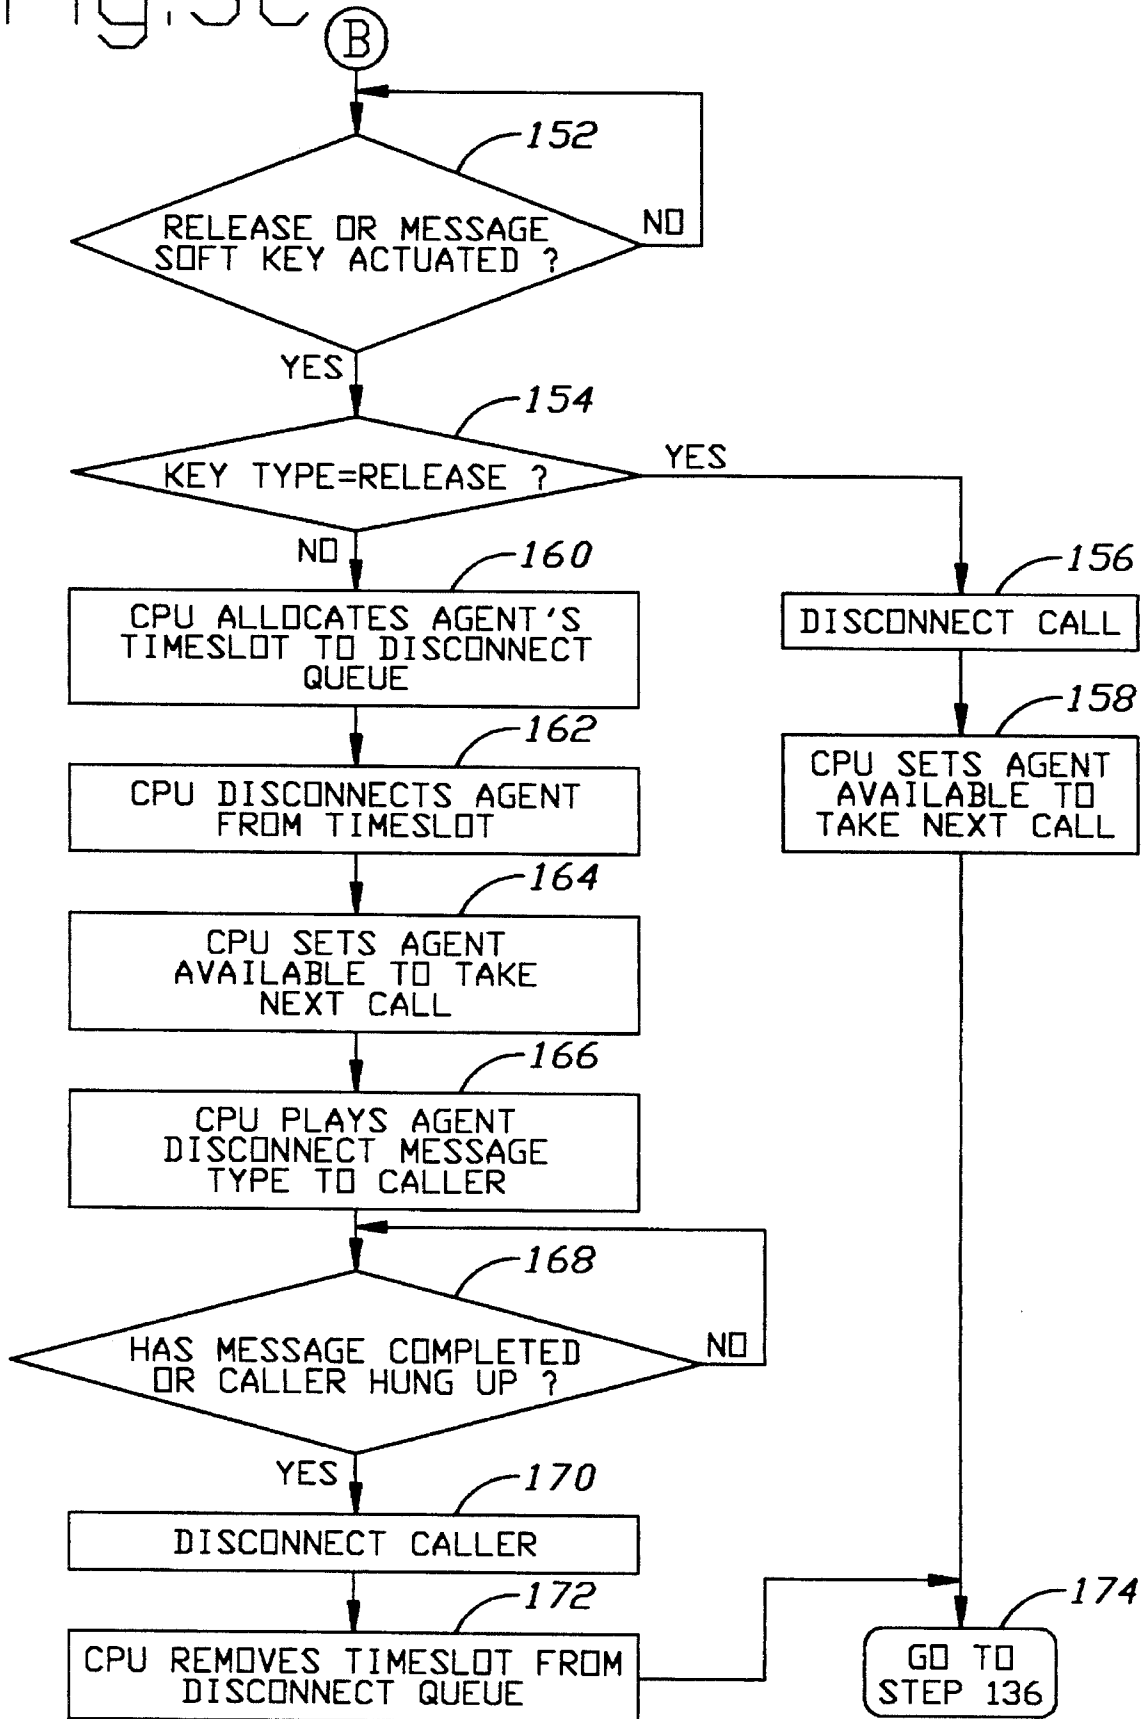 Fig.3c
B
152
RELEASE OR MESSAGE
SOFT KEY ACTUATED ?
NO
YES
154
KEY TYPE=RELEASE ?
YES
NO
160
CPU ALLOCATES AGENT'S
TIMESLOT TO DISCONNECT
QUEUE
156
DISCONNECT CALL
162
CPU DISCONNECTS AGENT
FROM TIMESLOT
158
CPU SETS AGENT
AVAILABLE TO
TAKE NEXT CALL
164
CPU SETS AGENT
AVAILABLE TO TAKE
NEXT CALL
166
CPU PLAYS AGENT
DISCONNECT MESSAGE
TYPE TO CALLER
168
HAS MESSAGE COMPLETED
OR CALLER HUNG UP ?
NO
YES
170
DISCONNECT CALLER
172
CPU REMOVES TIMESLOT FROM
DISCONNECT QUEUE
174
GO TO
STEP 136